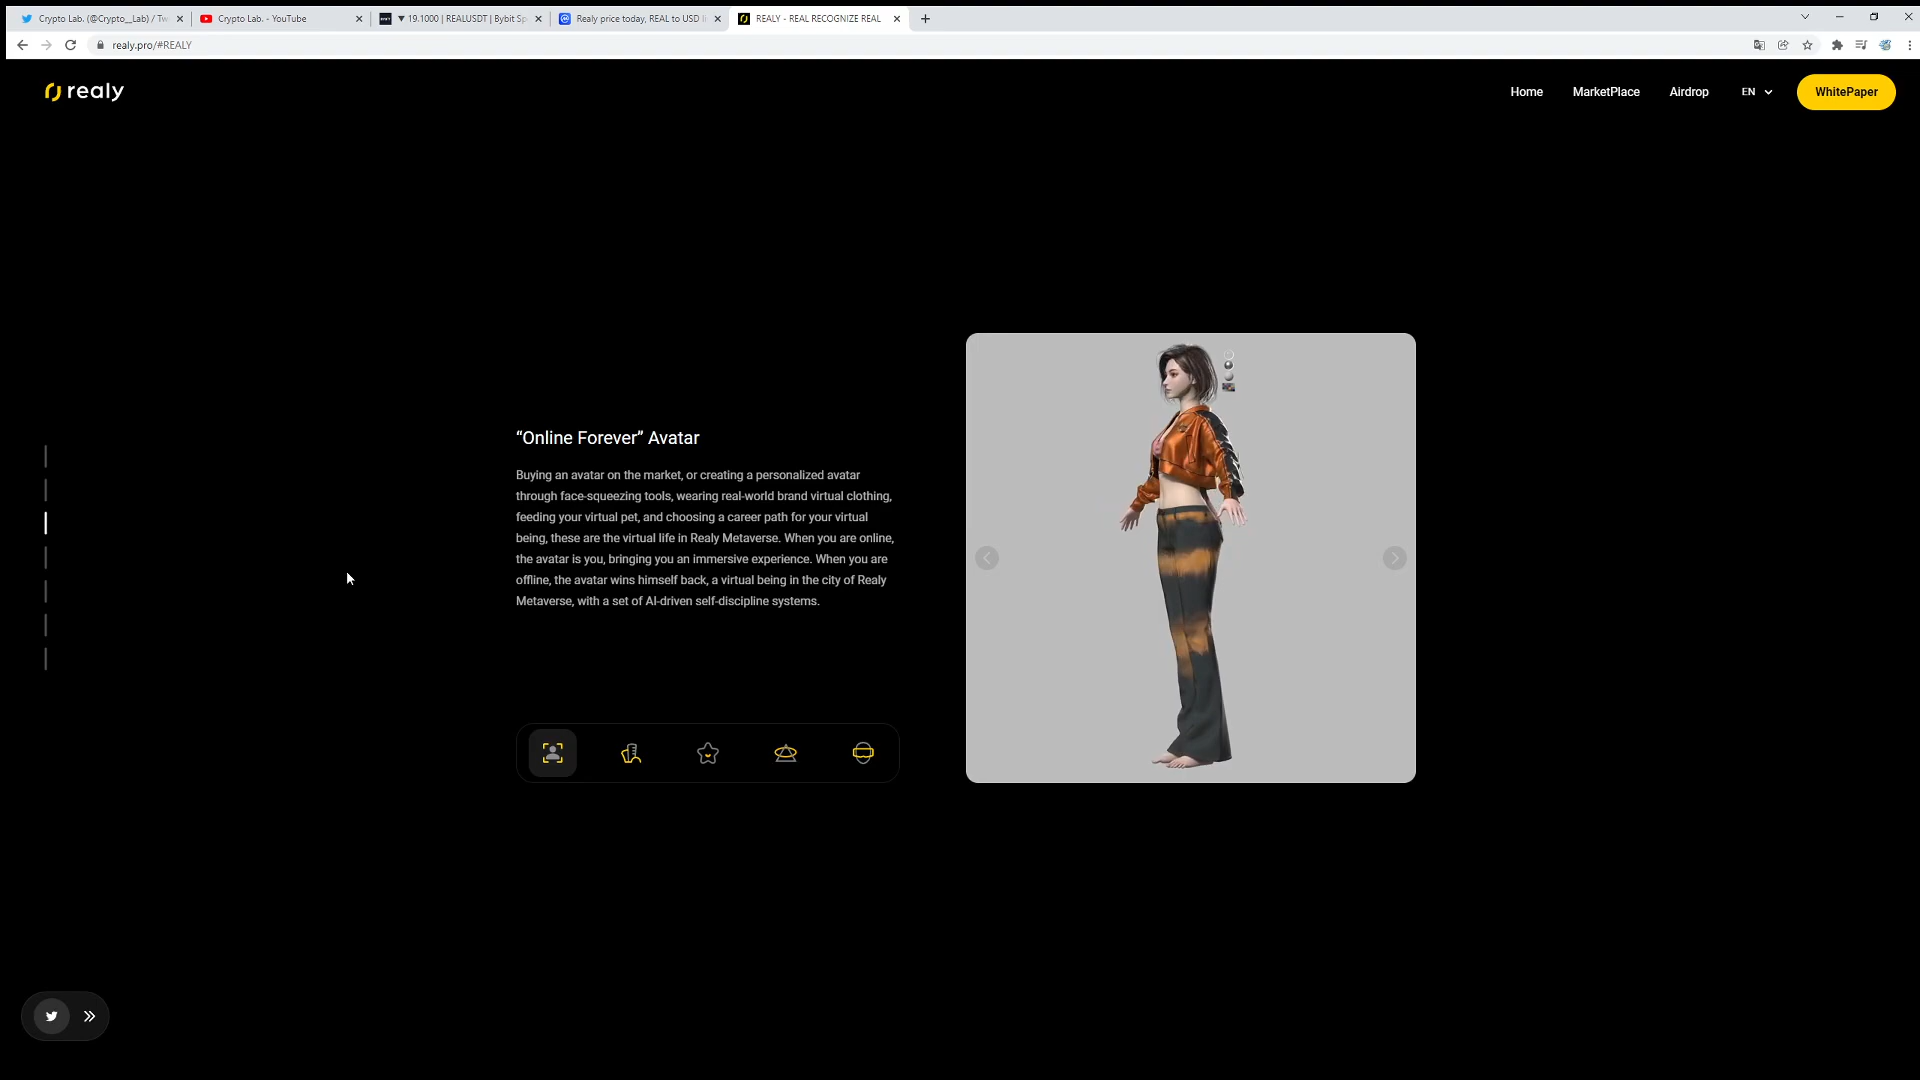 Crypto Lab. (@Crypto__Lab) / Tw
Crypto Lab. - YouTube
▼ 19.1000 | REALUSDT | Bybit Sp
Realy price today, REAL to USD li
REALY - REAL RECOGNIZE REAL
realy.pro/#REALY
realy
Home
MarketPlace
Airdrop
EN
WhitePaper
“Online Forever” Avatar
Buying an avatar on the market, or creating a personalized avatar
through face-squeezing tools, wearing real-world brand virtual clothing,
feeding your virtual pet, and choosing a career path for your virtual
being, these are the virtual life in Realy Metaverse. When you are online,
the avatar is you, bringing you an immersive experience. When you are
offline, the avatar wins himself back, a virtual being in the city of Realy
Metaverse, with a set of AI-driven self-discipline systems.